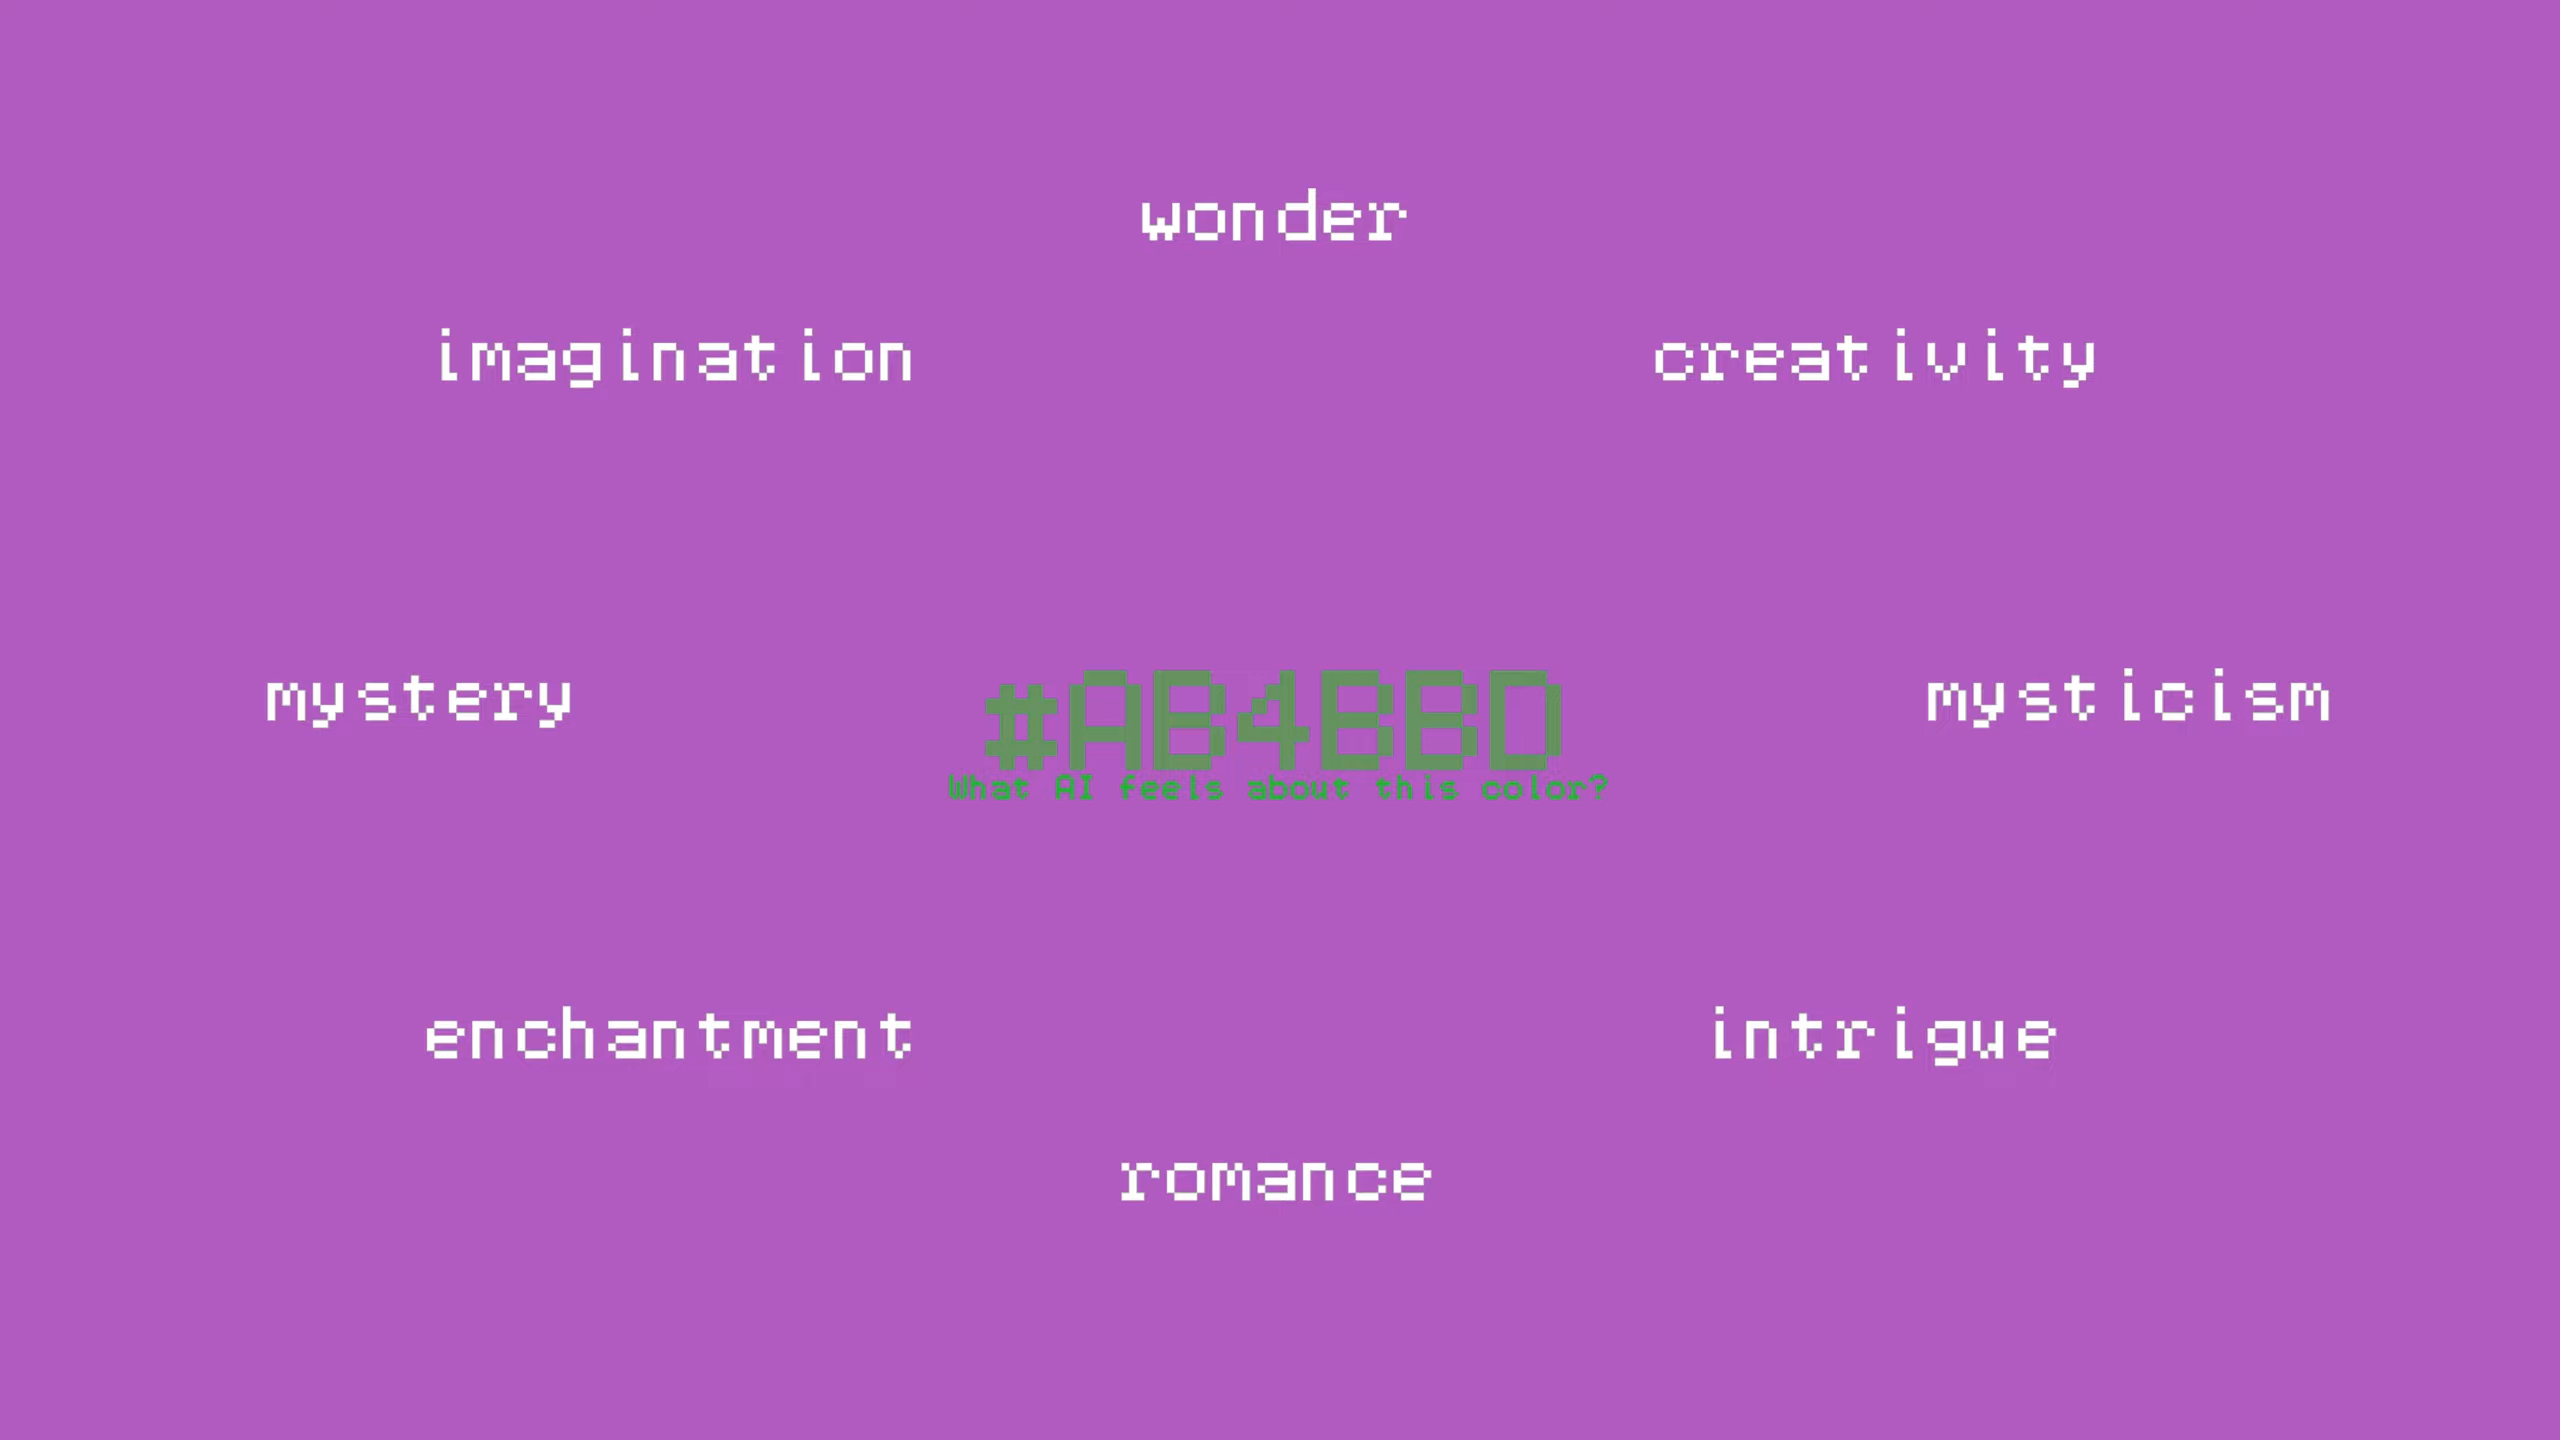 wonder
imagination
creativity
mystery
#AB4BBD
What AI feels about this color?
mysticism
enchantment
intrigue
romance